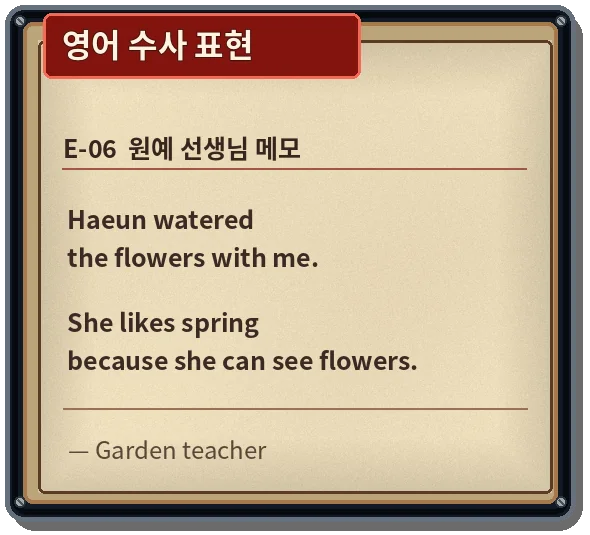 영어 수사 표현
E-06 원예 선생님 메모
Haeun watered
the flowers with me.
She likes spring
because she can see flowers.
— Garden teacher